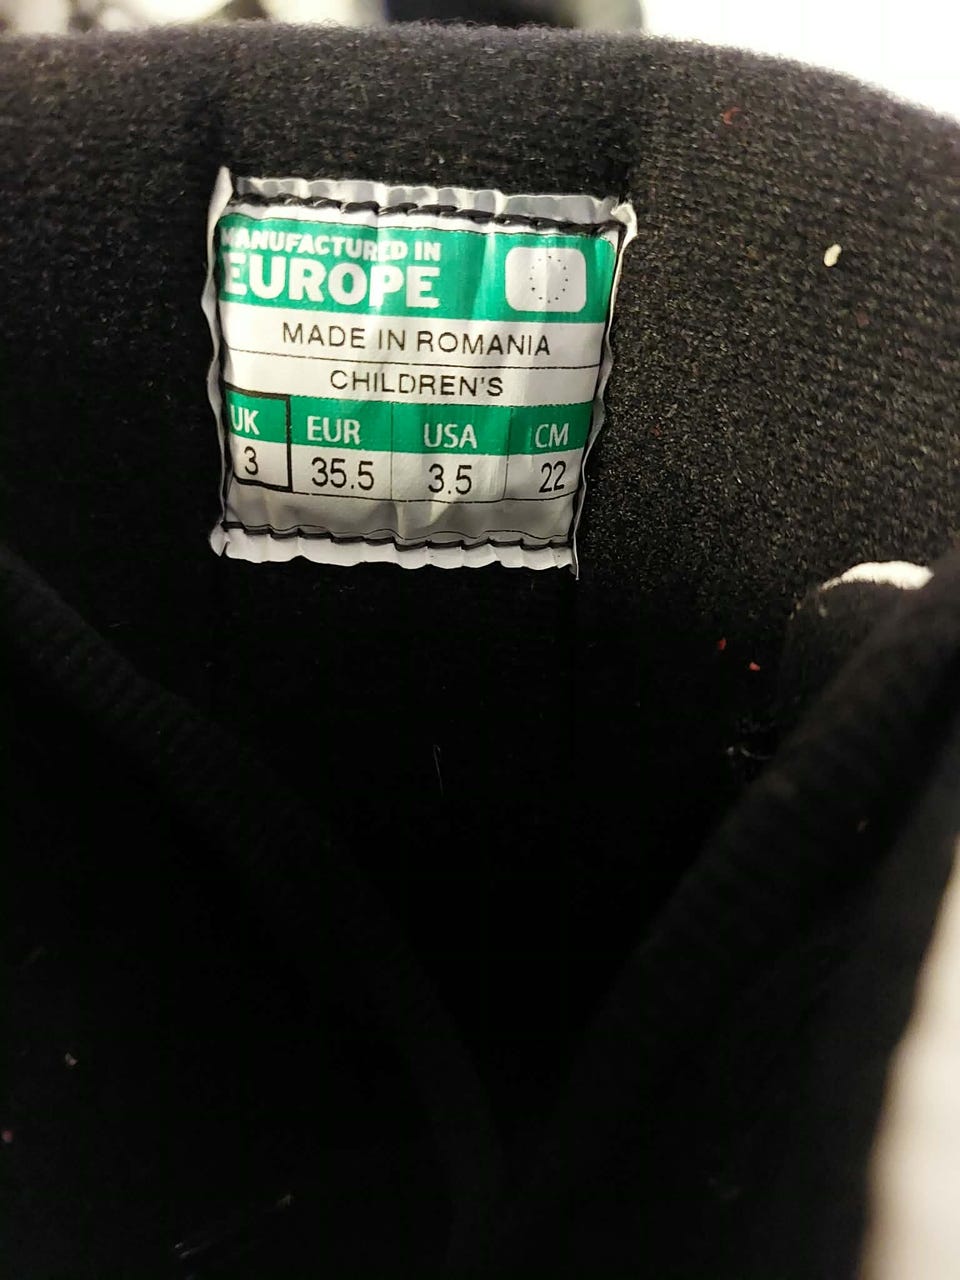 MANUFACTURED IN
EUROPE
MADE IN ROMANIA
CHILDREN'S
UK EUR USA CM
3 35.5 3.5 22